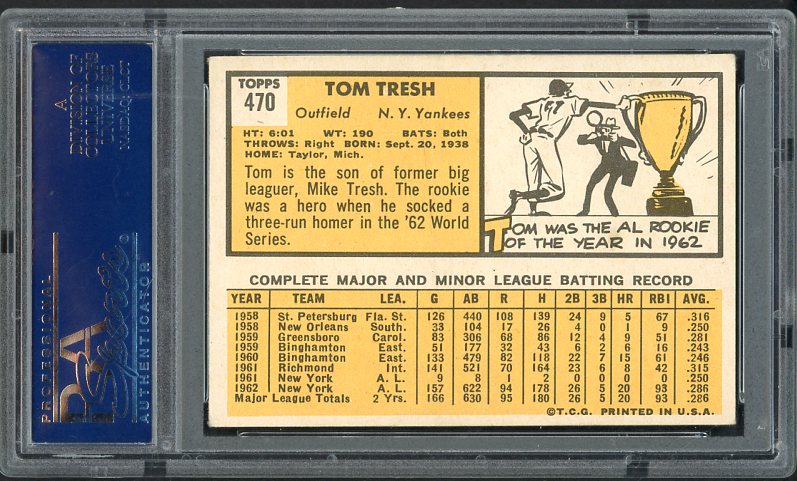 A
DIVISION OF
COLLECTORS
UNIVERSE
NASDAQ: CLCT
PROFESSIONAL
PSA
Sports
AUTHENTICATOR
TOPPS
470
TOM TRESH
Outfield N. Y. Yankees
HT: 6:01 WT: 190 BATS: Both
THROWS: Right BORN: Sept. 20, 1938
HOME: Taylor, Mich.
Tom is the son of former big
leaguer, Mike Tresh. The rookie
was a hero when he socked a
three-run homer in the '62 World
Series.
TOM WAS THE AL ROOKIE
OF THE YEAR IN 1962
COMPLETE MAJOR AND MINOR LEAGUE BATTING RECORD
YEAR TEAM LEA. G AB R H 2B 3B HR RBI AVG.
1958 St. Petersburg Fla. St. 126 440 108 139 24 9 5 67 .316
1958 New Orleans South. 33 104 17 26 4 0 1 9 .250
1959 Greensboro Carol. 83 306 68 86 12 4 9 51 .281
1959 Binghamton East. 51 177 32 43 6 2 6 16 .243
1960 Binghamton East. 133 479 82 118 22 7 15 61 .246
1961 Richmond Int. 141 521 70 164 23 6 8 42 .315
1961 New York A. L. 9 8 1 2 0 0 0 0 .250
1962 New York A. L. 157 622 94 178 26 5 20 93 .286
Major League Totals 2 Yrs. 166 630 95 180 26 5 20 93 .286
©T.C.G. PRINTED IN U.S.A.